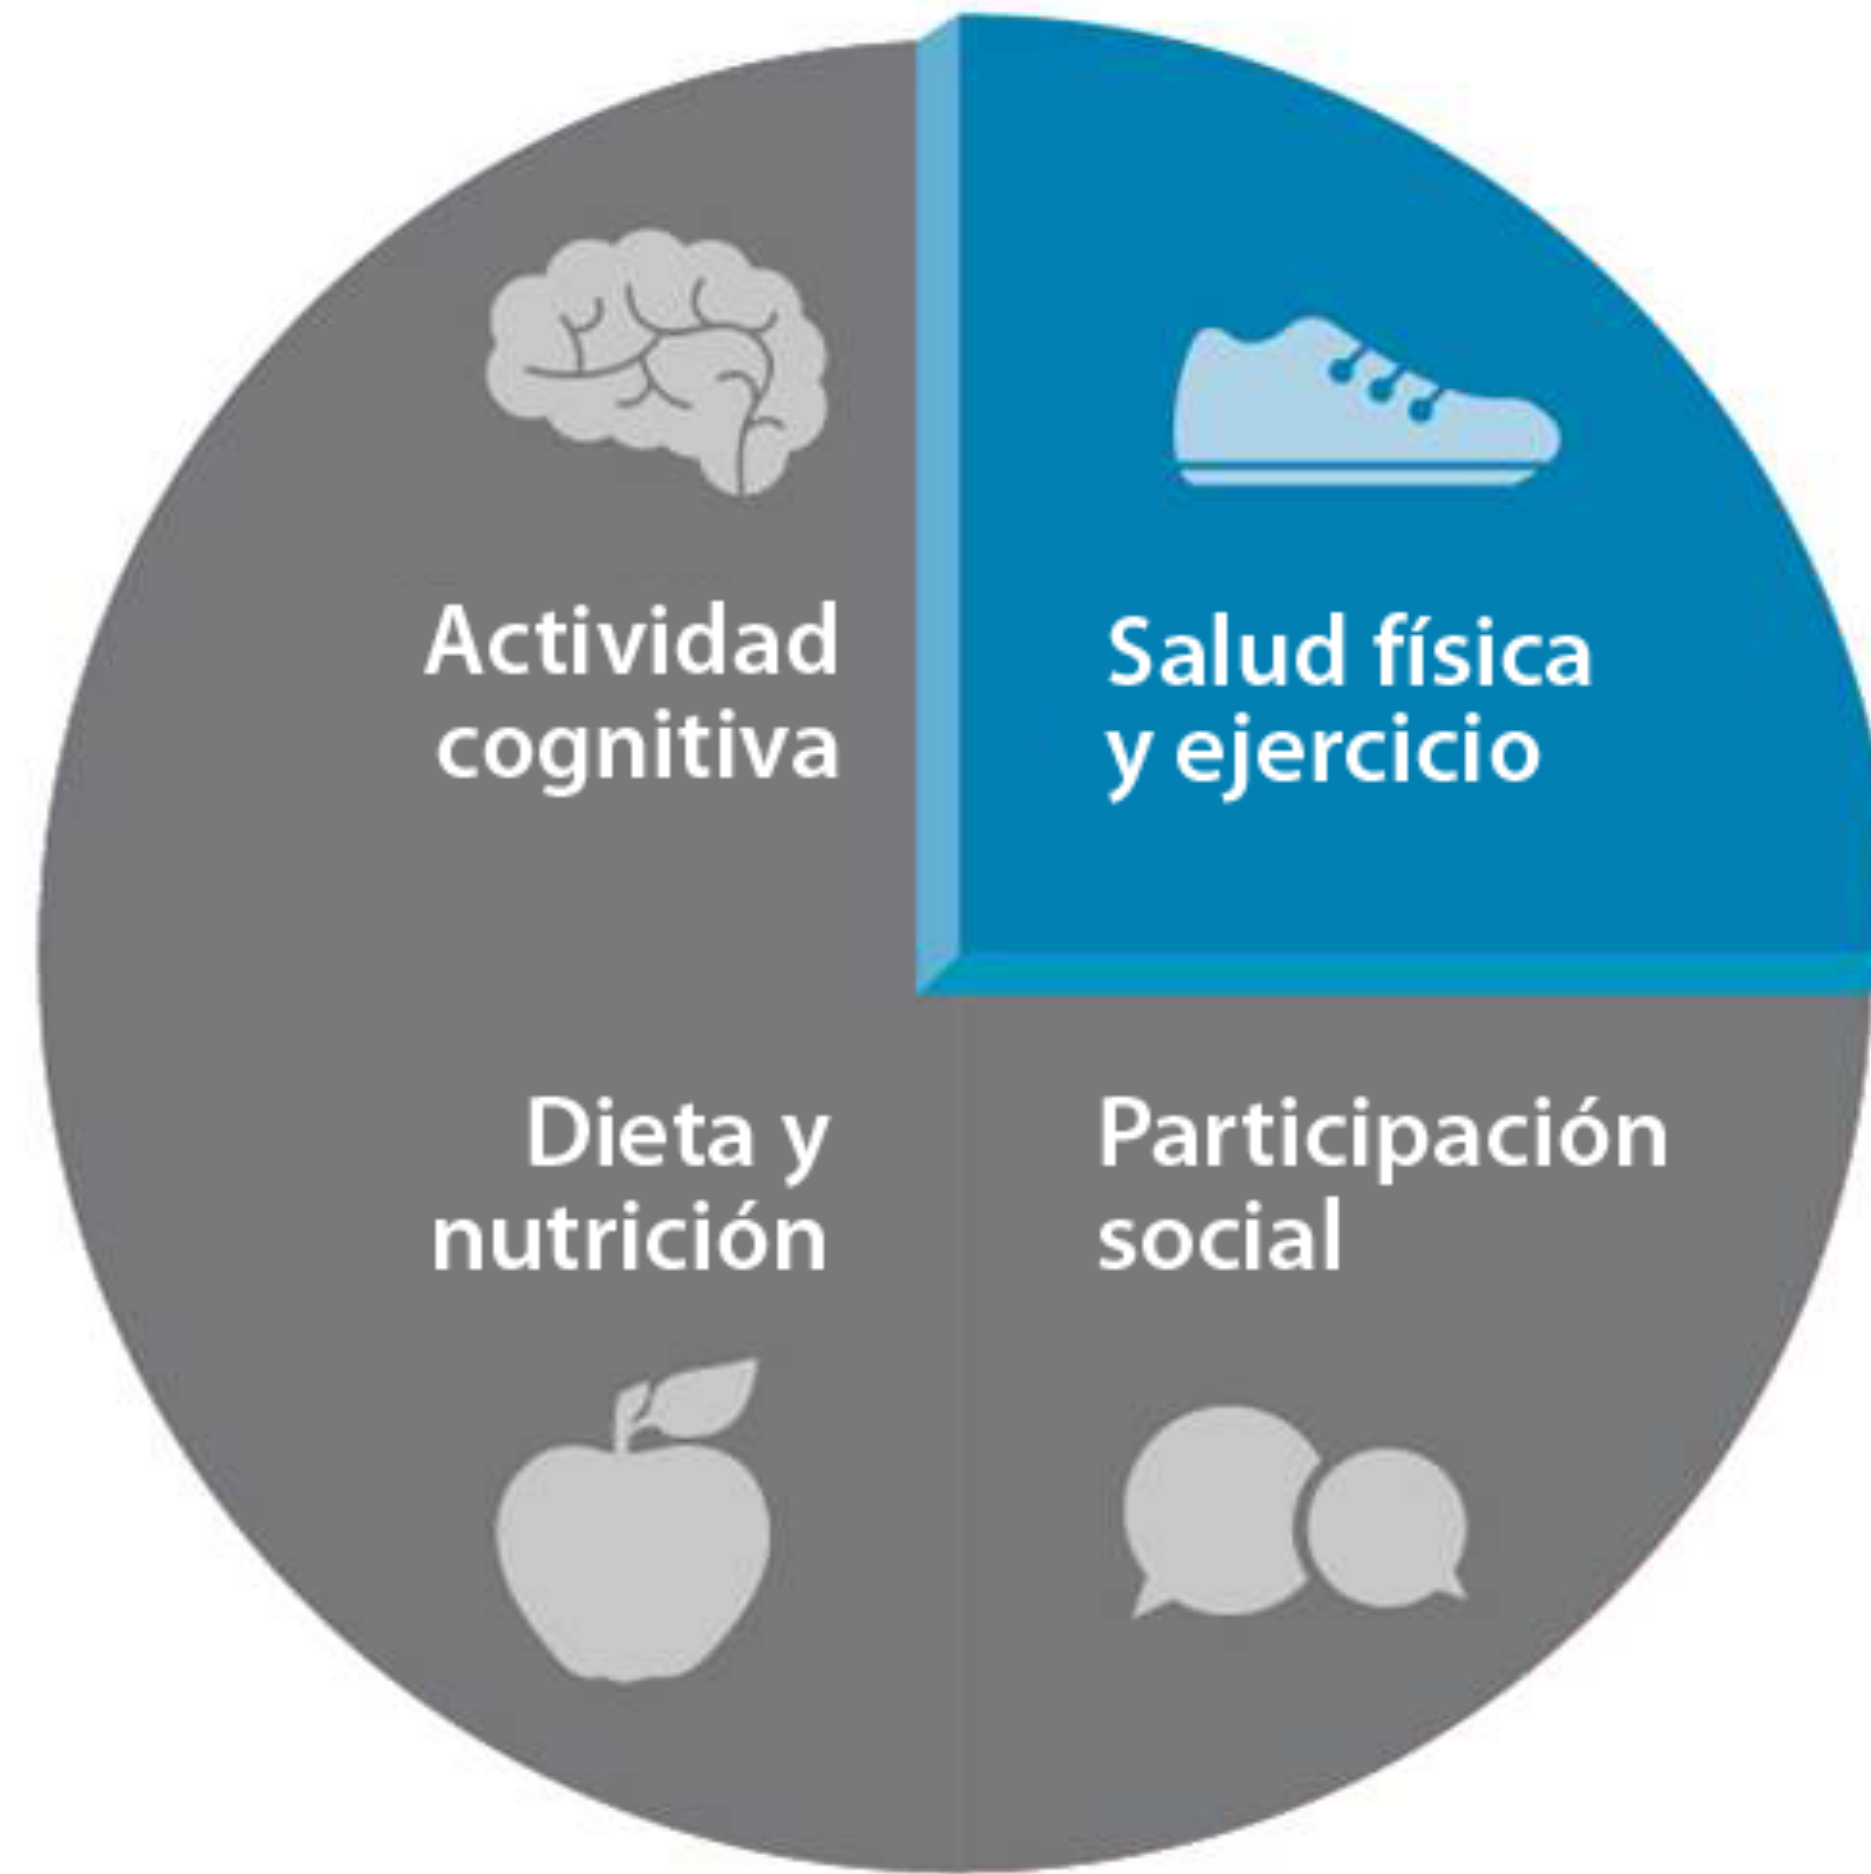 Actividad
cognitiva
Salud física
y ejercicio
Dieta y
nutrición
Participación
social